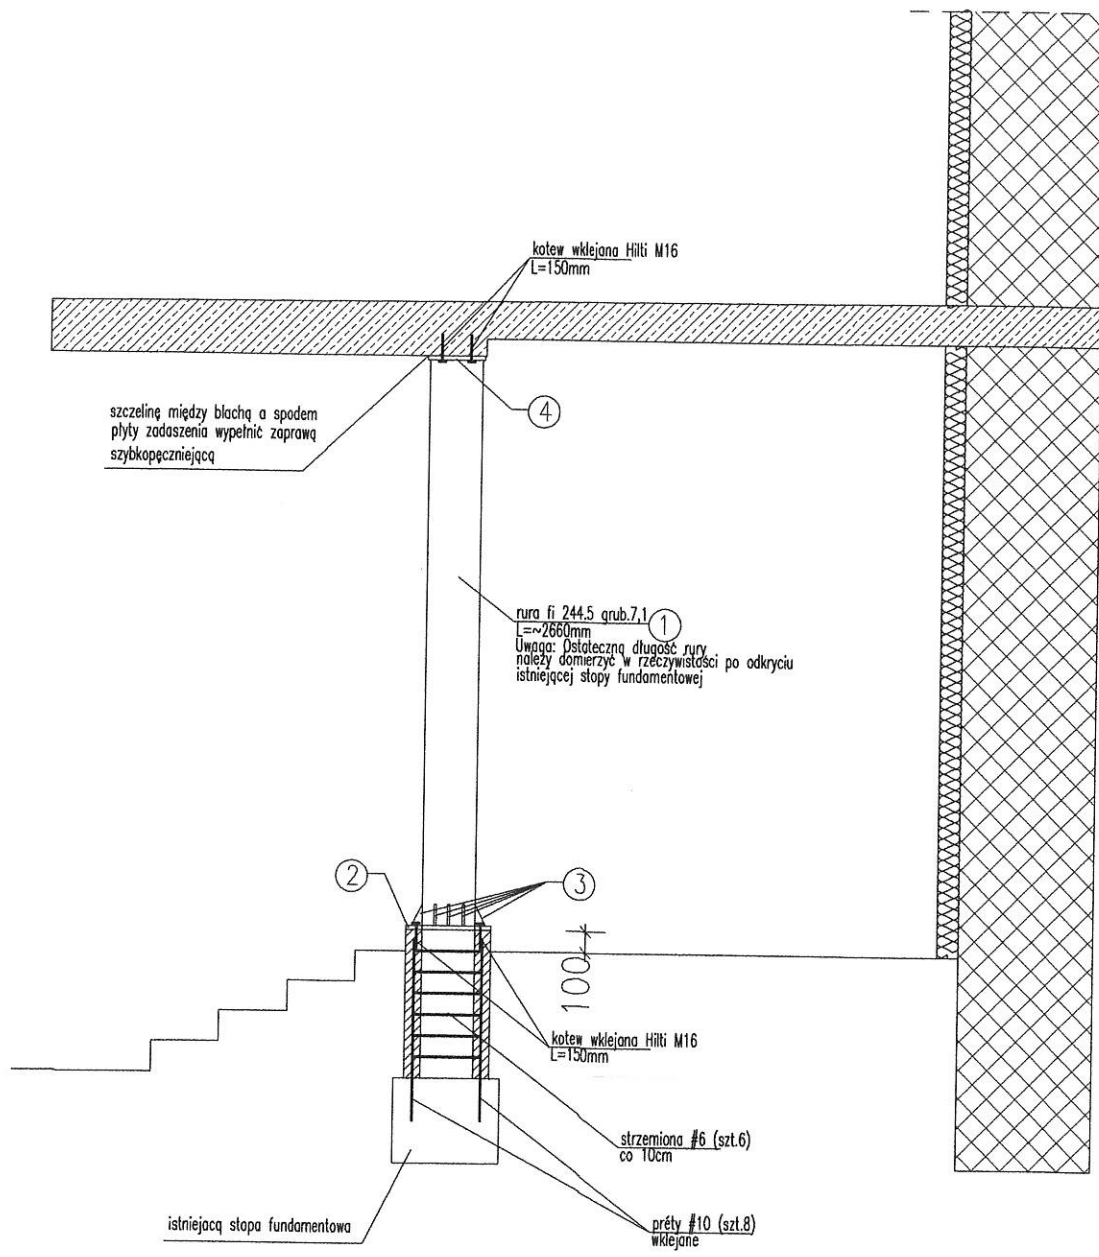 kotew wklejana Hilti M16
L=150mm
szczelinę między blachą a spodem
płyty zadaszenia wypełnić zaprawą
szybkopęczniejącą
4
rura fi 244.5 grub.7,1
1
L=~2660mm
Uwaga: Ostateczną długość rury
należy domierzyć w rzeczywistości po odkryciu
istniejącej stopy fundamentowej
2
3
100
kotew wklejana Hilti M16
L=150mm
strzemiona #6 (szt.6)
co 10cm
istniejacą stopa fundamentowa
préty #10 (szt.8)
wklejane